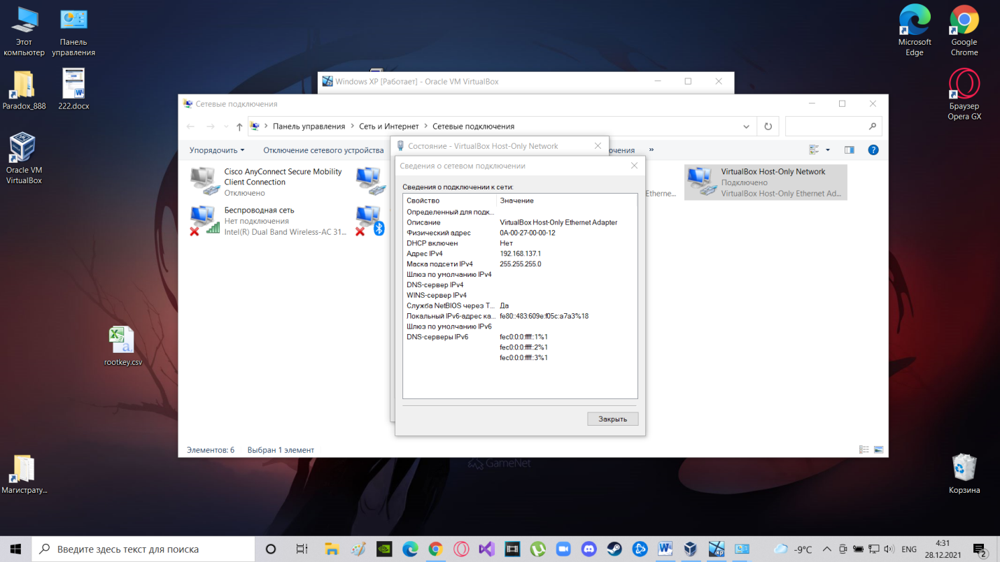 Этот
компьютер
Панель
управления
Paradox_888
222.docx
Oracle VM
VirtualBox
rootkey.csv
Магистрату...
Microsoft
Edge
Google
Chrome
Браузер
Opera GX
Корзина
Windows XP [Работает] - Oracle VM VirtualBox
Сетевые подключения
Панель управления > Сеть и Интернет > Сетевые подключения
Упорядочить
Отключение сетевого устройства
»
Cisco AnyConnect Secure Mobility
Client Connection
Отключено
Беспроводная сеть
Нет подключения
Intel(R) Dual Band Wireless-AC 31...
VirtualBox Host-Only Network
Подключено
VirtualBox Host-Only Ethernet Ad...
Состояние - VirtualBox Host-Only Network
Сведения о сетевом подключении
Сведения о подключении к сети:
Свойство Значение
Определенный для подк...
Описание VirtualBox Host-Only Ethernet Adapter
Физический адрес 0A-00-27-00-00-12
DHCP включен Нет
Адрес IPv4 192.168.137.1
Маска подсети IPv4 255.255.255.0
Шлюз по умолчанию IPv4
DNS-сервер IPv4
WINS-сервер IPv4
Служба NetBIOS через T... Да
Локальный IPv6-адрес ка... fe80::483:609e:f05c:a7a3%18
Шлюз по умолчанию IPv6
DNS-серверы IPv6 fec0:0:0:ffff::1%1
fec0:0:0:ffff::2%1
fec0:0:0:ffff::3%1
Закрыть
Элементов: 6 Выбран 1 элемент
GameNet
Введите здесь текст для поиска
-9°C
ENG
4:31
28.12.2021
2